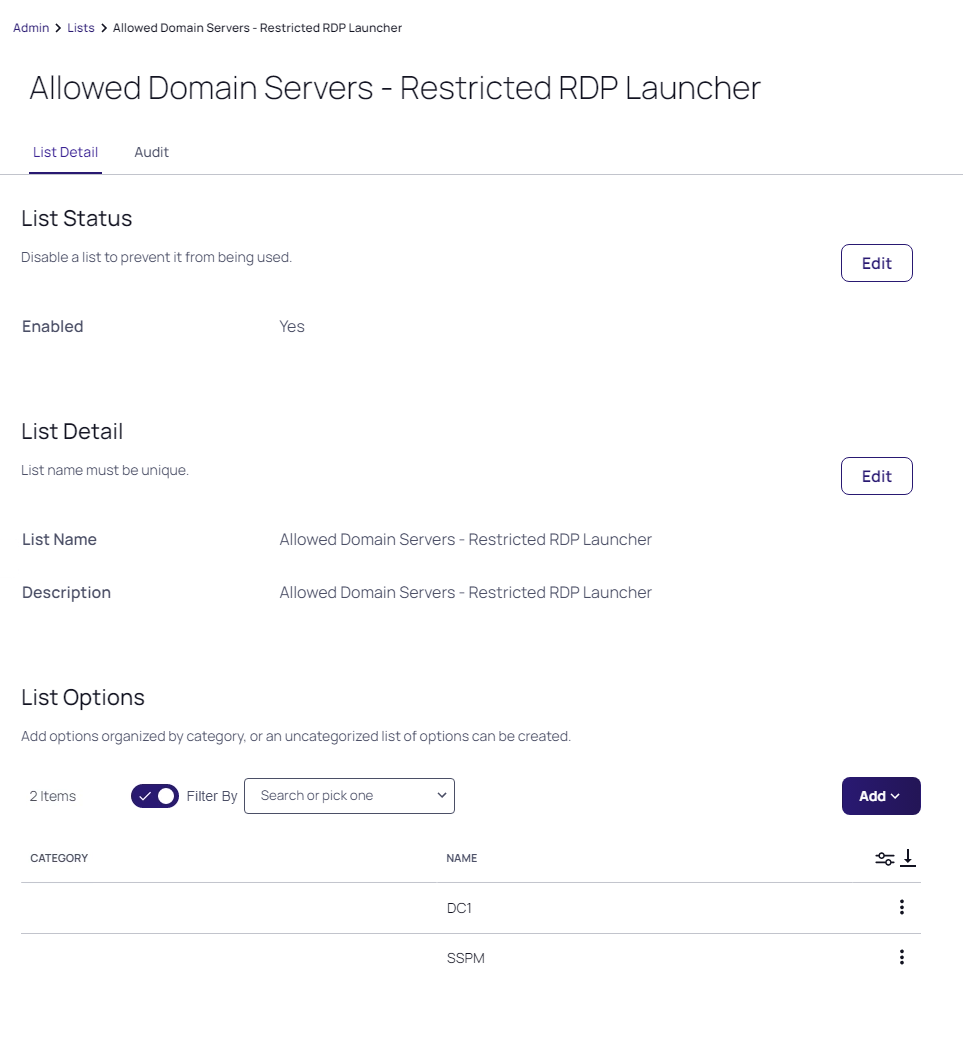 Admin > Lists > Allowed Domain Servers - Restricted RDP Launcher
Allowed Domain Servers - Restricted RDP Launcher
List Detail Audit
List Status
Disable a list to prevent it from being used.
Edit
Enabled Yes
List Detail
List name must be unique.
Edit
List Name Allowed Domain Servers - Restricted RDP Launcher
Description Allowed Domain Servers - Restricted RDP Launcher
List Options
Add options organized by category, or an uncategorized list of options can be created.
2 Items Filter By Search or pick one Add
CATEGORY NAME
DC1
SSPM